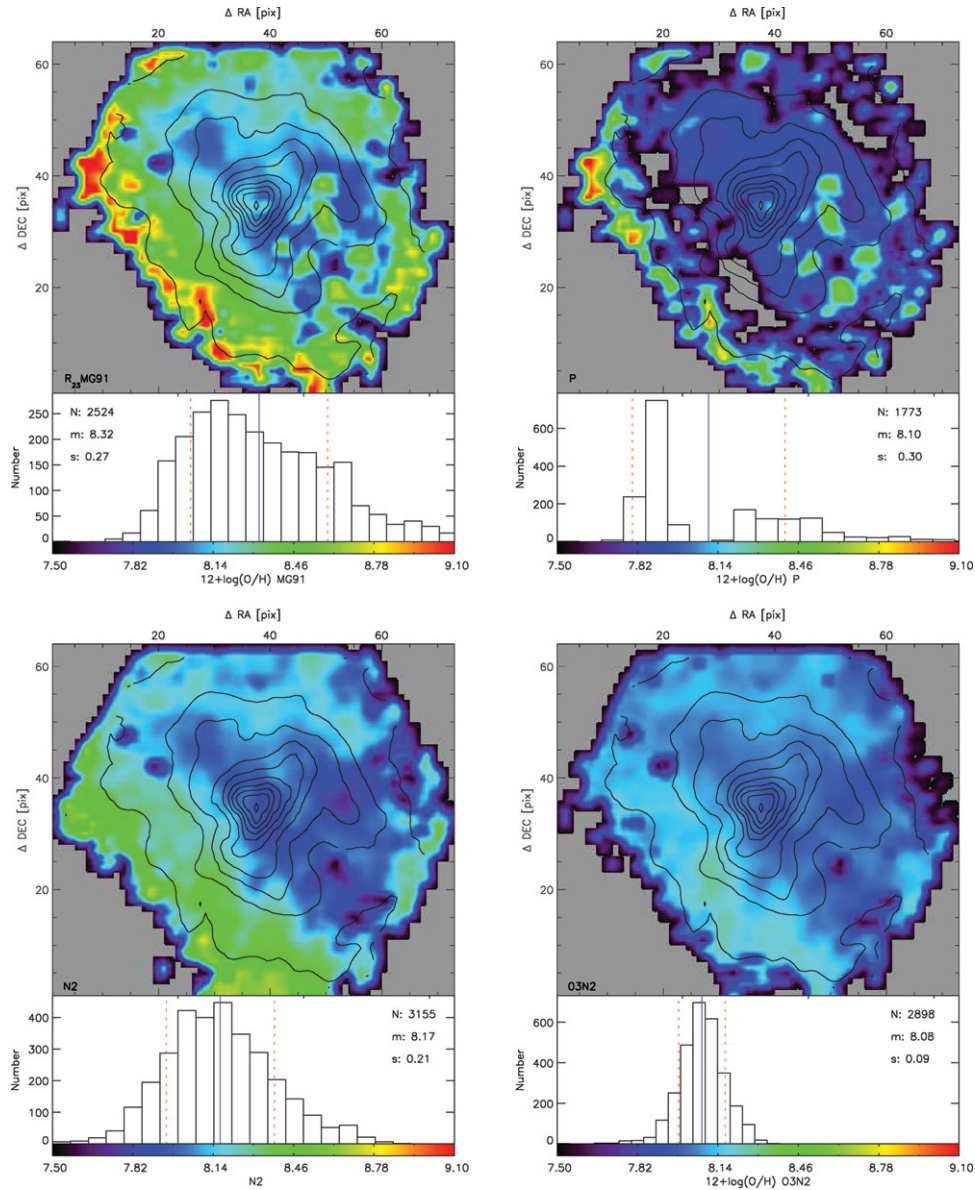 Δ RA [pix]
20 40 60
60
40
20
Δ DEC [pix]
R23MG91
N: 2524
m: 8.32
s: 0.27
250
200
150
100
50
0
Number
7.50 7.82 8.14 8.46 8.78 9.10
12+log(O/H) MG91
Δ RA [pix]
20 40 60
60
40
20
Δ DEC [pix]
P
N: 1773
m: 8.10
s: 0.30
600
400
200
0
Number
7.50 7.82 8.14 8.46 8.78 9.10
12+log(O/H) P
Δ RA [pix]
20 40 60
60
40
20
Δ DEC [pix]
N2
N: 3155
m: 8.17
s: 0.21
400
300
200
100
0
Number
7.50 7.82 8.14 8.46 8.78 9.10
N2
Δ RA [pix]
20 40 60
60
40
20
Δ DEC [pix]
O3N2
N: 2898
m: 8.08
s: 0.09
600
400
200
0
Number
7.50 7.82 8.14 8.46 8.78 9.10
12+log(O/H) O3N2